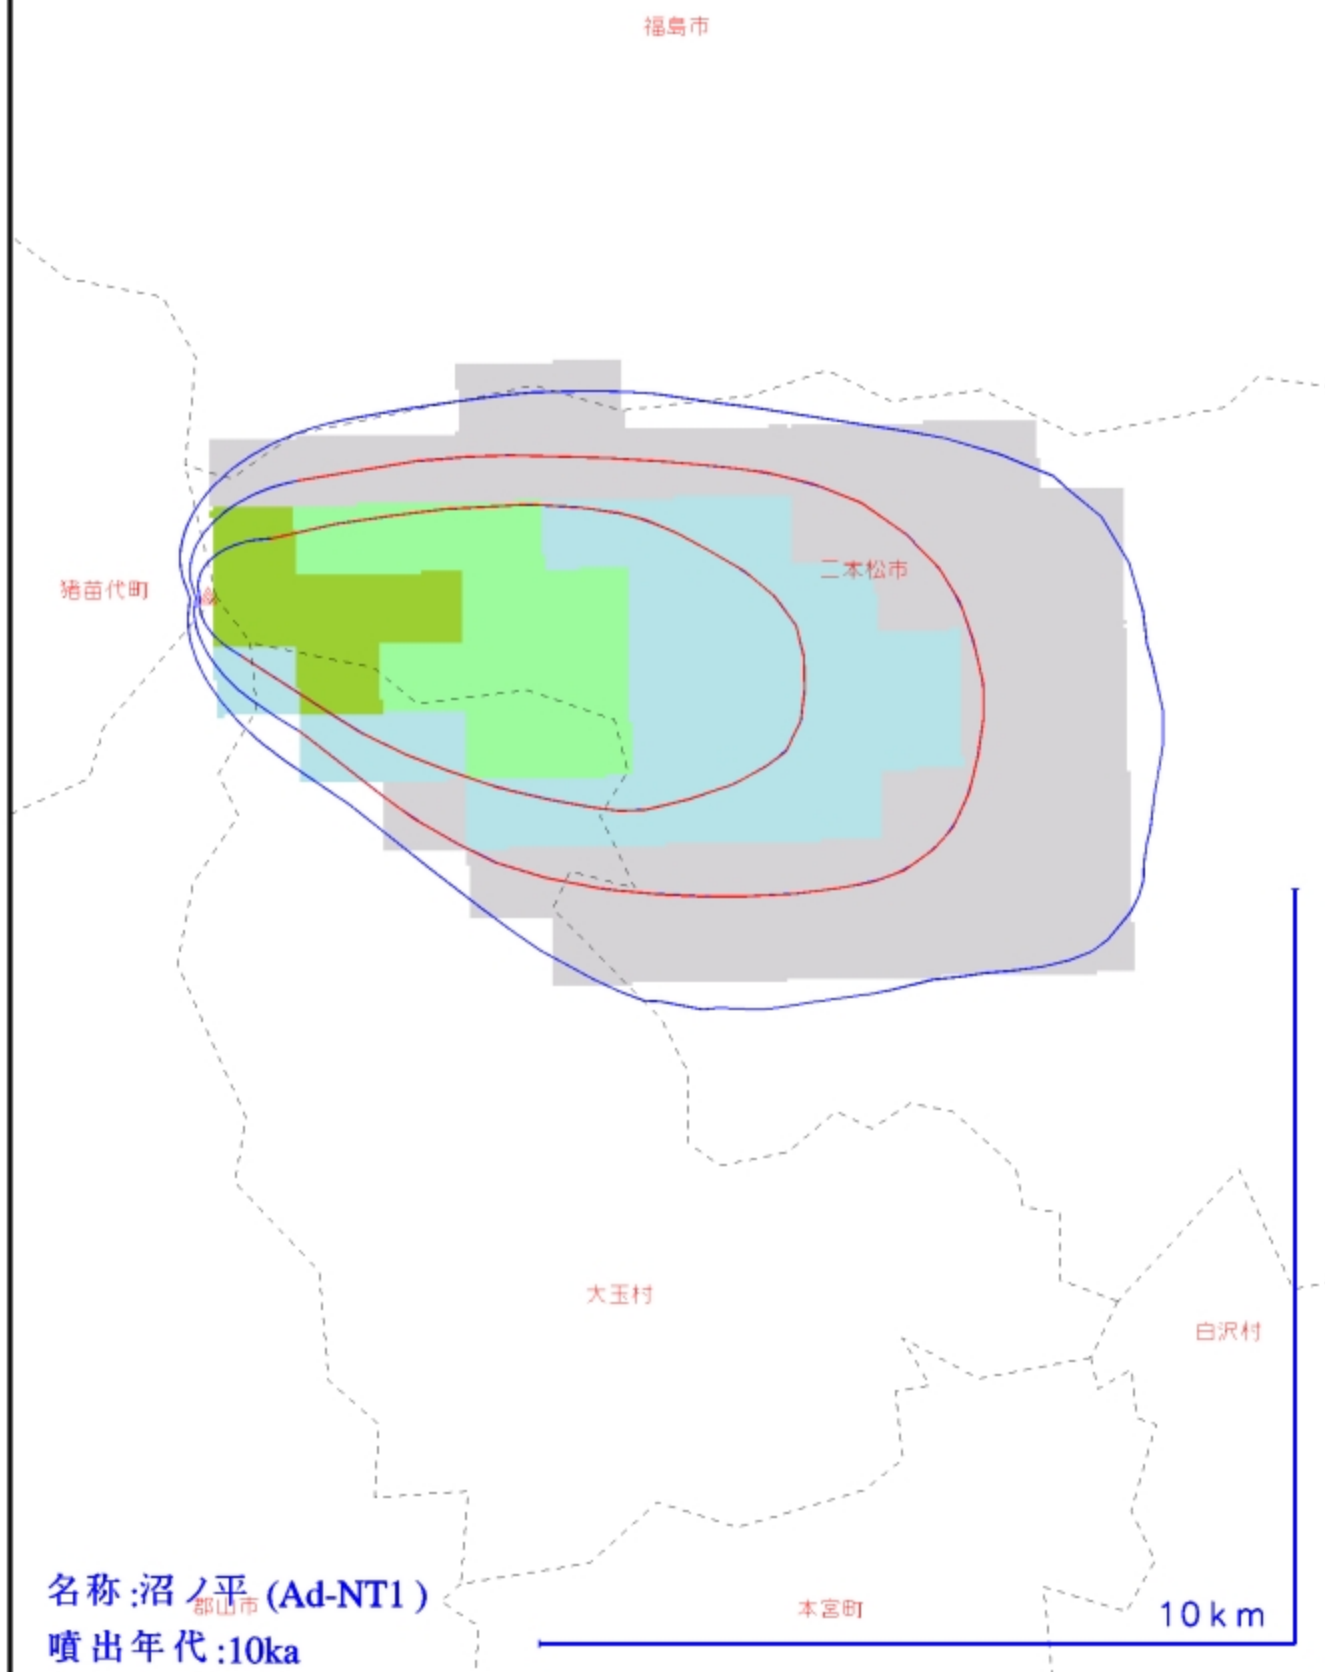 福島市
二本松市
猪苗代町
大玉村
白沢村
名称:沼ノ平 (Ad-NT1)
郡山市
本宮町
10km
噴出年代:10ka